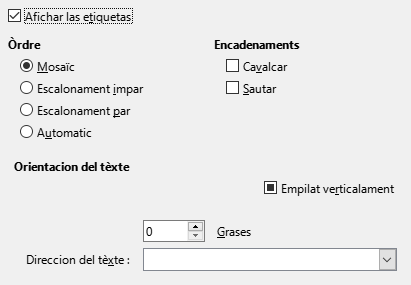 Afichar las etiquetas
Òrdre
Encadenaments
Mosaïc
Cavalcar
Escalonament impar
Sautar
Escalonament par
Automatic
Orientacion del tèxte
Empilat verticalament
0 Grases
Direccion del tèxte :